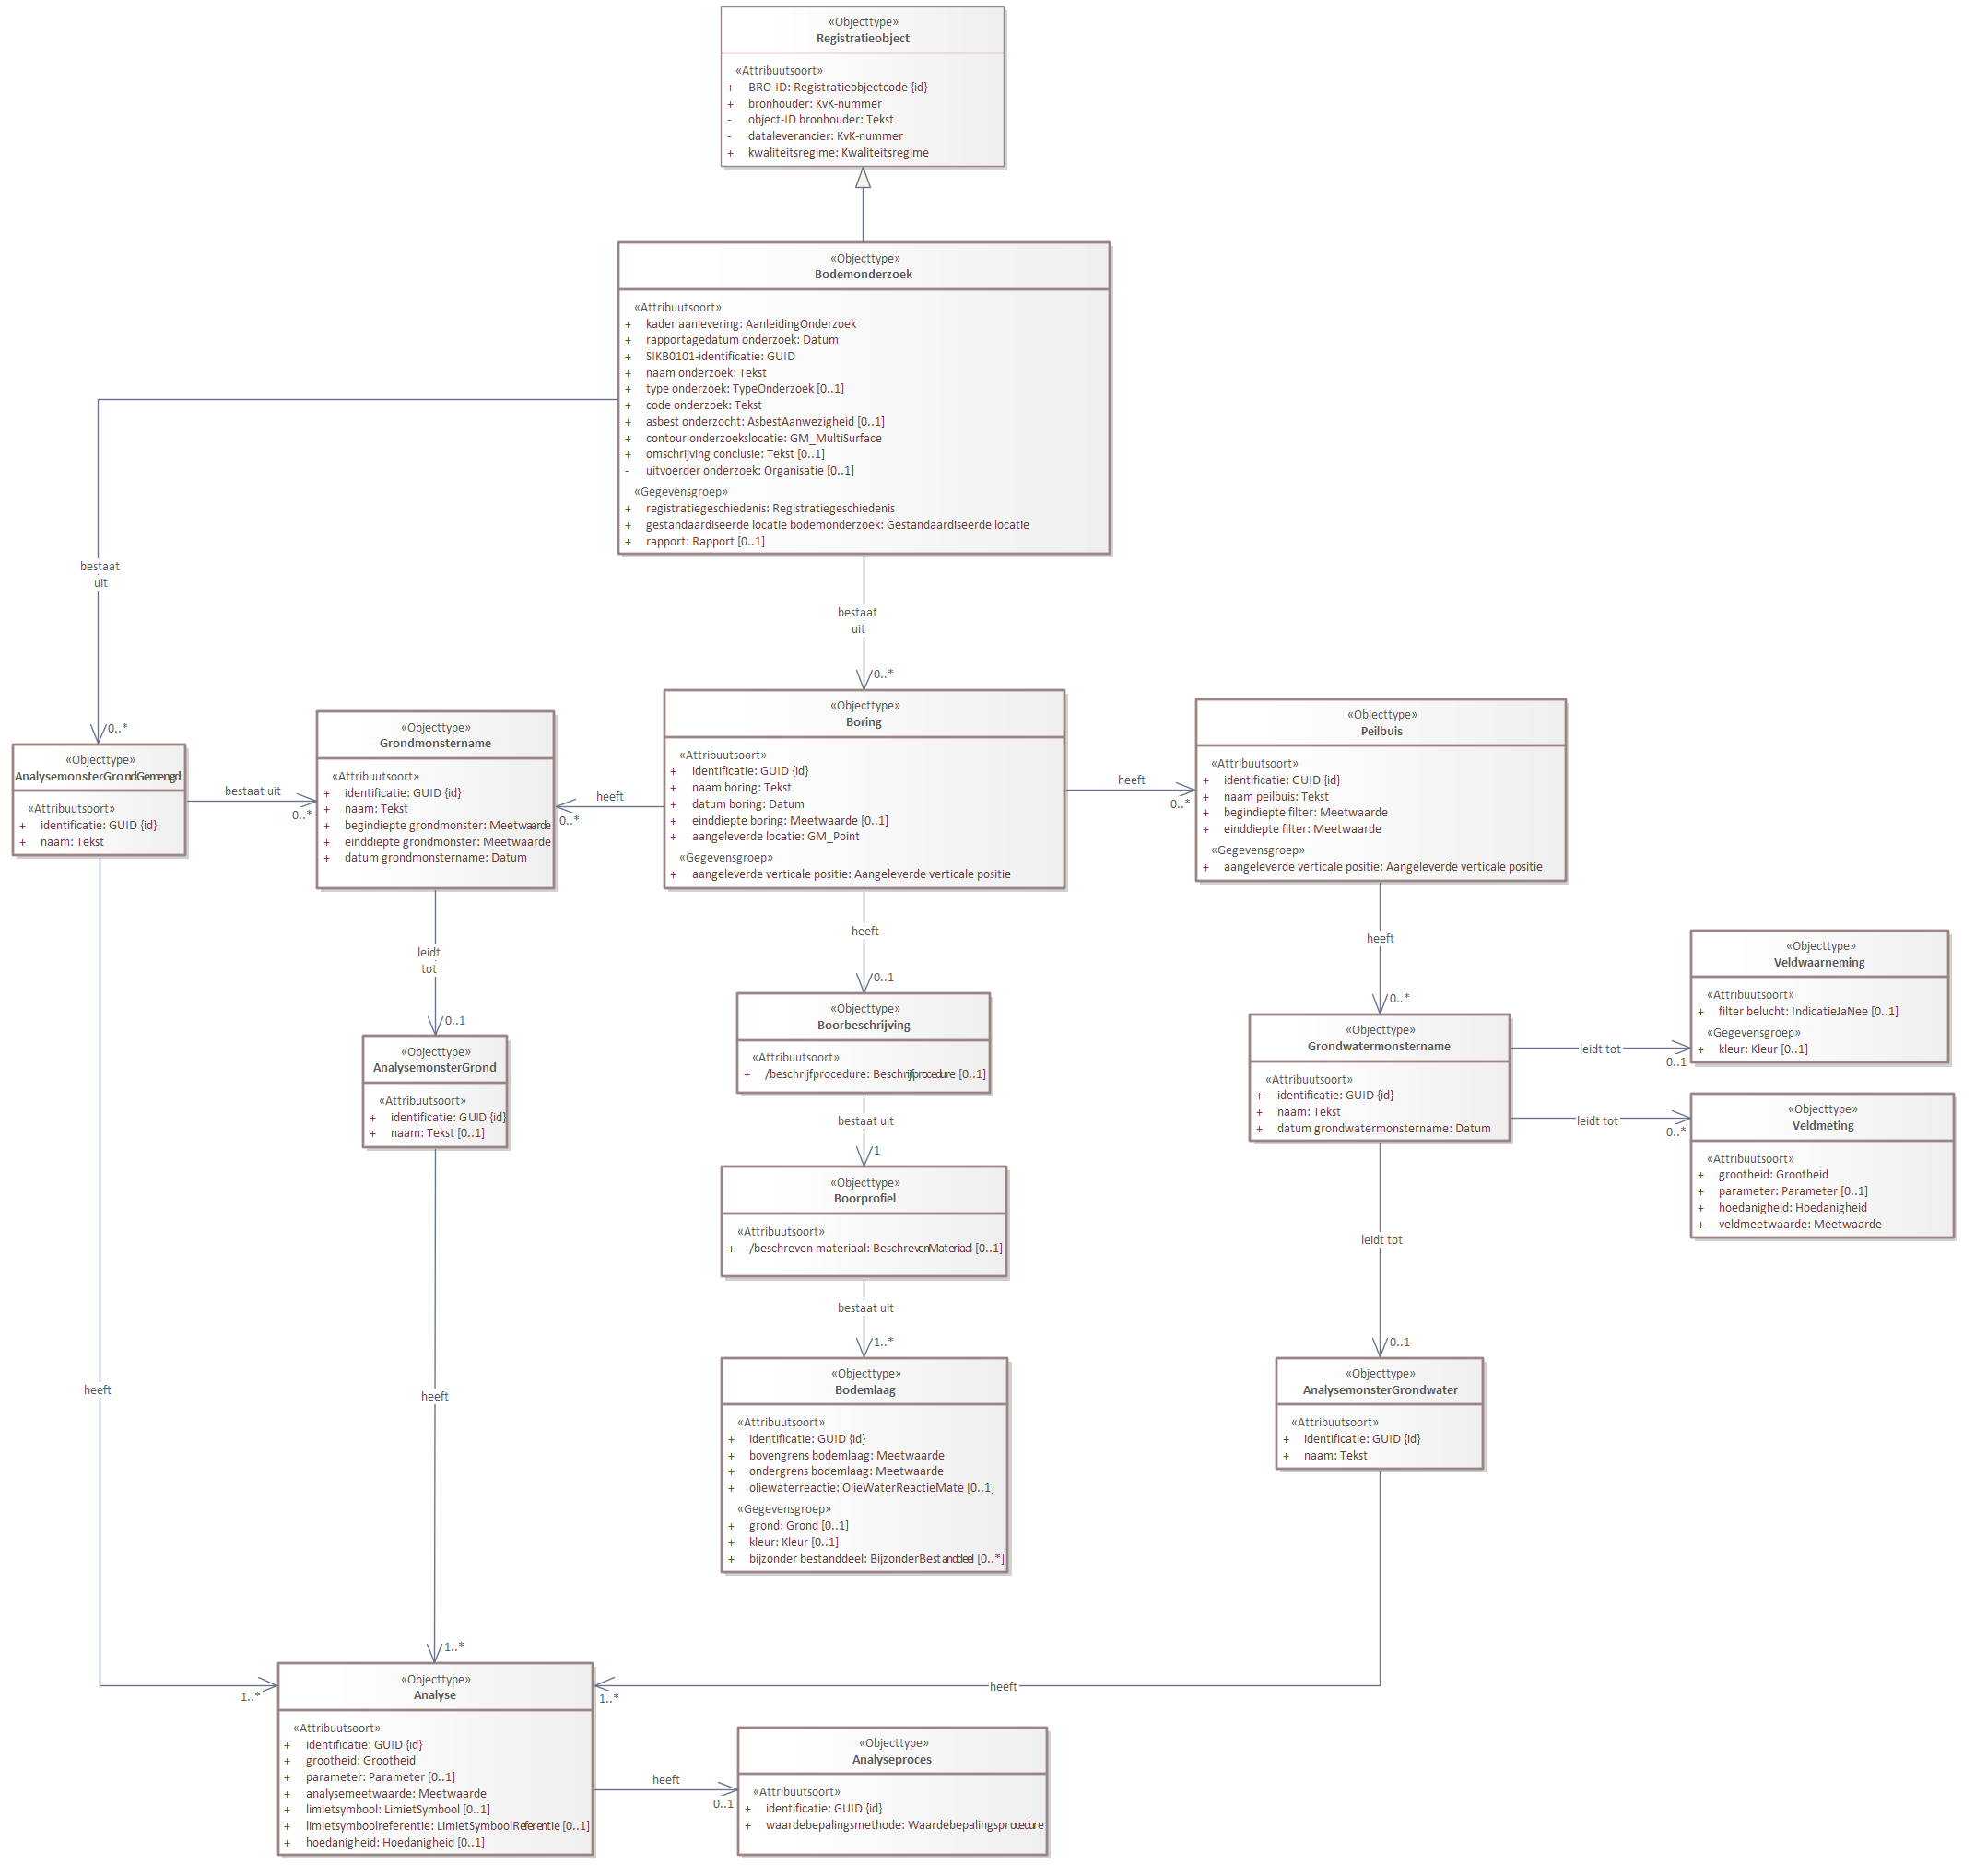 «Objecttype»
Registratieobject
«Attribuutsoort»
+ BRO-ID: Registratieobjectcode {id}
+ bronhouder: KvK-nummer
- object-ID bronhouder: Tekst
- dataleverancier: KvK-nummer
+ kwaliteitsregime: Kwaliteitsregime
«Objecttype»
Bodemonderzoek
«Attribuutsoort»
+ kader aanlevering: AanleidingOnderzoek
+ rapportagedatum onderzoek: Datum
+ SIKB0101-identificatie: GUID
+ naam onderzoek: Tekst
+ type onderzoek: TypeOnderzoek [0..1]
+ code onderzoek: Tekst
+ asbest onderzocht: AsbestAanwezigheid [0..1]
+ contour onderzoekslocatie: GM_MultiSurface
+ omschrijving conclusie: Tekst [0..1]
- uitvoerder onderzoek: Organisatie [0..1]
«Gegevensgroep»
+ registratiegeschiedenis: Registratiegeschiedenis
+ gestandaardiseerde locatie bodemonderzoek: Gestandaardiseerde locatie
+ rapport: Rapport [0..1]
bestaat
uit
0..*
bestaat
uit
0..*
«Objecttype»
AnalysemonsterGrondGemengd
«Attribuutsoort»
+ identificatie: GUID {id}
+ naam: Tekst
bestaat uit
0..*
«Objecttype»
Grondmonstername
«Attribuutsoort»
+ identificatie: GUID {id}
+ naam: Tekst
+ begindiepte grondmonster: Meetwaarde
+ einddiepte grondmonster: Meetwaarde
+ datum grondmonstername: Datum
heeft
0..*
«Objecttype»
Boring
«Attribuutsoort»
+ identificatie: GUID {id}
+ naam boring: Tekst
+ datum boring: Datum
+ einddiepte boring: Meetwaarde [0..1]
+ aangeleverde locatie: GM_Point
«Gegevensgroep»
+ aangeleverde verticale positie: Aangeleverde verticale positie
heeft
0..*
«Objecttype»
Peilbuis
«Attribuutsoort»
+ identificatie: GUID {id}
+ naam peilbuis: Tekst
+ begindiepte filter: Meetwaarde
+ einddiepte filter: Meetwaarde
«Gegevensgroep»
+ aangeleverde verticale positie: Aangeleverde verticale positie
leidt
tot
0..1
heeft
0..1
heeft
0..*
«Objecttype»
AnalysemonsterGrond
«Attribuutsoort»
+ identificatie: GUID {id}
+ naam: Tekst [0..1]
«Objecttype»
Boorbeschrijving
«Attribuutsoort»
+ /beschrijfprocedure: Beschrijfprocedure [0..1]
bestaat uit
1
«Objecttype»
Boorprofiel
«Attribuutsoort»
+ /beschreven materiaal: BeschrevenMateriaal [0..1]
bestaat uit
1..*
«Objecttype»
Bodemlaag
«Attribuutsoort»
+ identificatie: GUID {id}
+ bovengrens bodemlaag: Meetwaarde
+ ondergrens bodemlaag: Meetwaarde
+ oliewaterreactie: OlieWaterReactieMate [0..1]
«Gegevensgroep»
+ grond: Grond [0..1]
+ kleur: Kleur [0..1]
+ bijzonder bestanddeel: BijzonderBestanddeel [0..*]
«Objecttype»
Grondwatermonstername
«Attribuutsoort»
+ identificatie: GUID {id}
+ naam: Tekst
+ datum grondwatermonstername: Datum
leidt tot
0..1
«Objecttype»
Veldwaarneming
«Attribuutsoort»
+ filter belucht: IndicatieJaNee [0..1]
«Gegevensgroep»
+ kleur: Kleur [0..1]
leidt tot
0..*
«Objecttype»
Veldmeting
«Attribuutsoort»
+ grootheid: Grootheid
+ parameter: Parameter [0..1]
+ hoedanigheid: Hoedanigheid
+ veldmeetwaarde: Meetwaarde
leidt tot
0..1
«Objecttype»
AnalysemonsterGrondwater
«Attribuutsoort»
+ identificatie: GUID {id}
+ naam: Tekst
heeft
1..*
heeft
1..*
heeft
1..*
«Objecttype»
Analyse
«Attribuutsoort»
+ identificatie: GUID {id}
+ grootheid: Grootheid
+ parameter: Parameter [0..1]
+ analysemeetwaarde: Meetwaarde
+ limietsymbool: LimietSymbool [0..1]
+ limietsymboolreferentie: LimietSymboolReferentie [0..1]
+ hoedanigheid: Hoedanigheid [0..1]
heeft
0..1
«Objecttype»
Analyseproces
«Attribuutsoort»
+ identificatie: GUID {id}
+ waardebepalingsmethode: Waardebepalingsprocedure